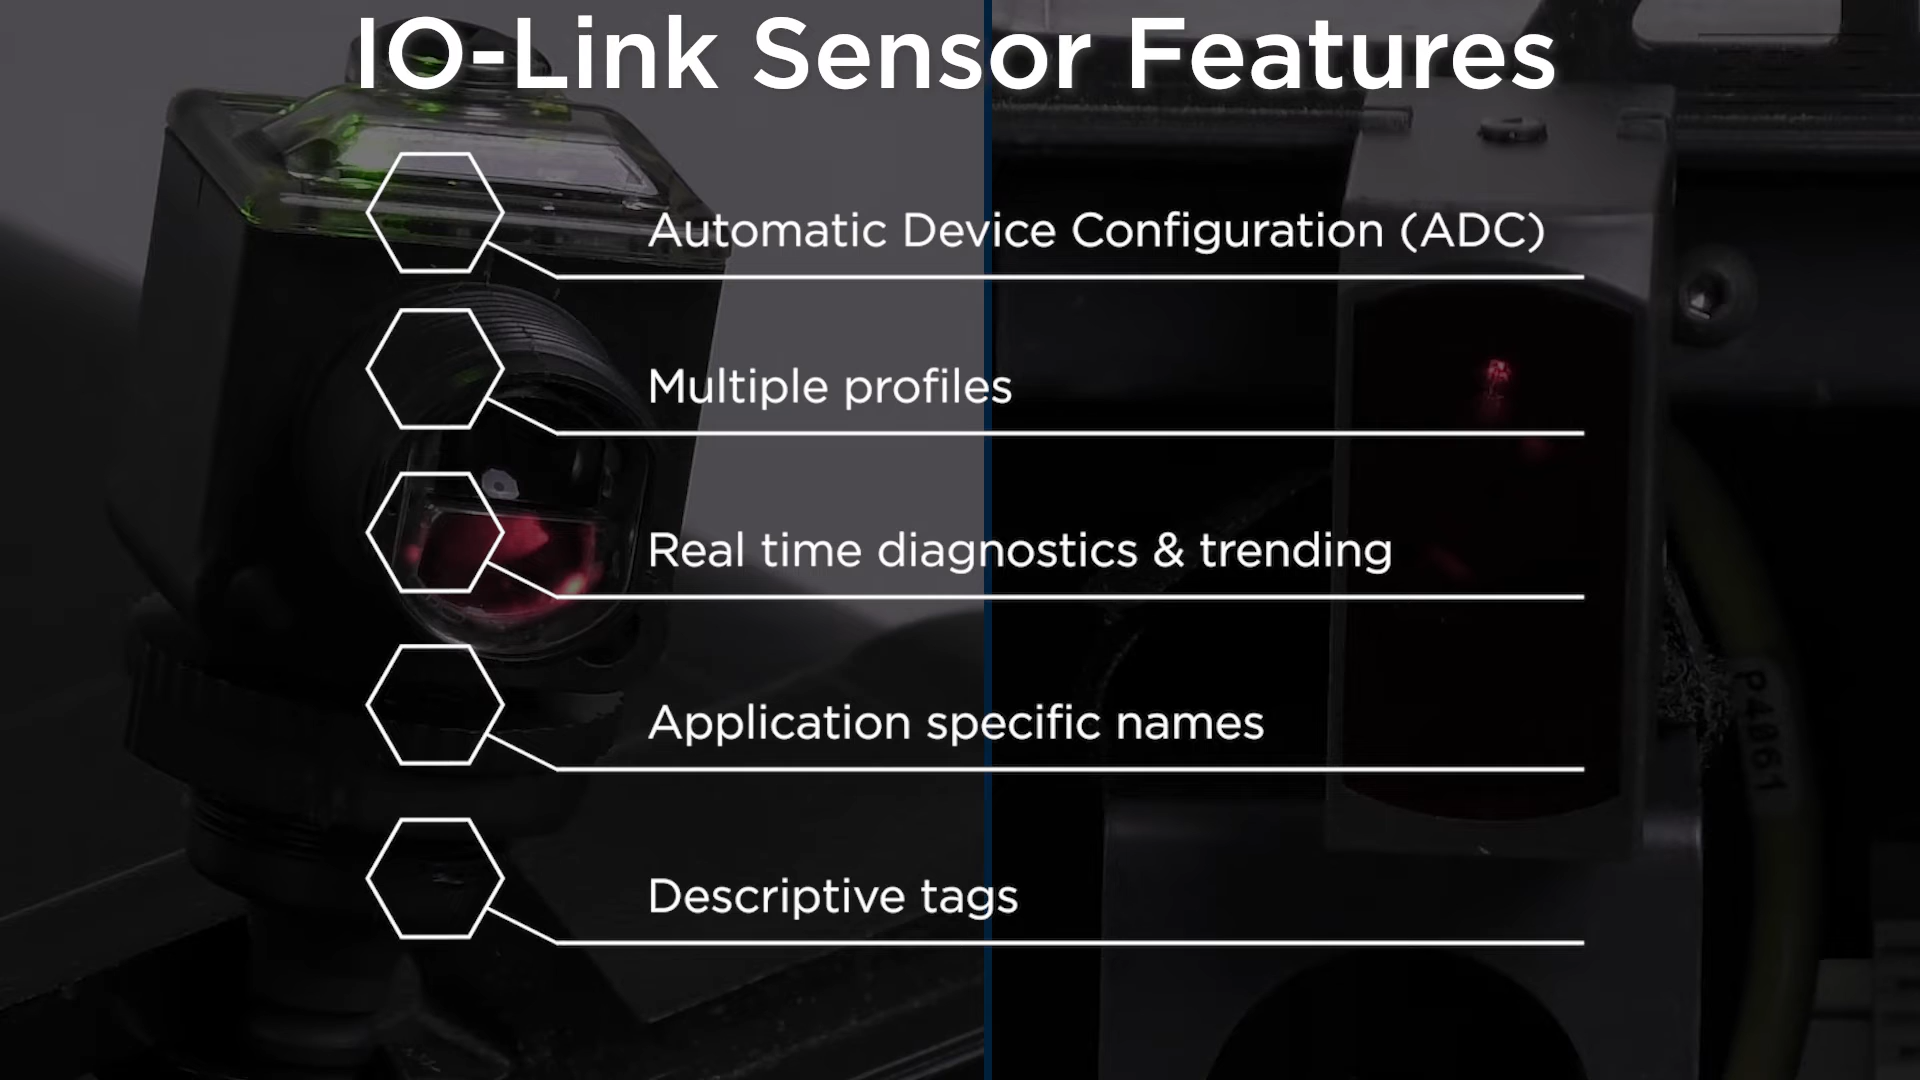 IO-Link Sensor Features
Automatic Device Configuration (ADC)
Multiple profiles
Real time diagnostics & trending
Application specific names
Descriptive tags
P4861